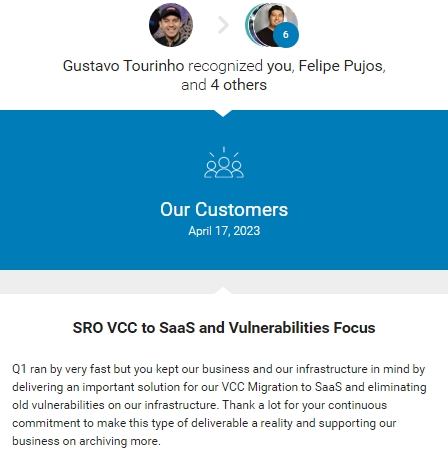 6
Gustavo Tourinho recognized you, Felipe Pujos,
and 4 others
Our Customers
April 17, 2023
SRO VCC to SaaS and Vulnerabilities Focus
Q1 ran by very fast but you kept our business and our infrastructure in mind by
delivering an important solution for our VCC Migration to SaaS and eliminating
old vulnerabilities on our infrastructure. Thank a lot for your continuous
commitment to make this type of deliverable a reality and supporting our
business on archiving more.